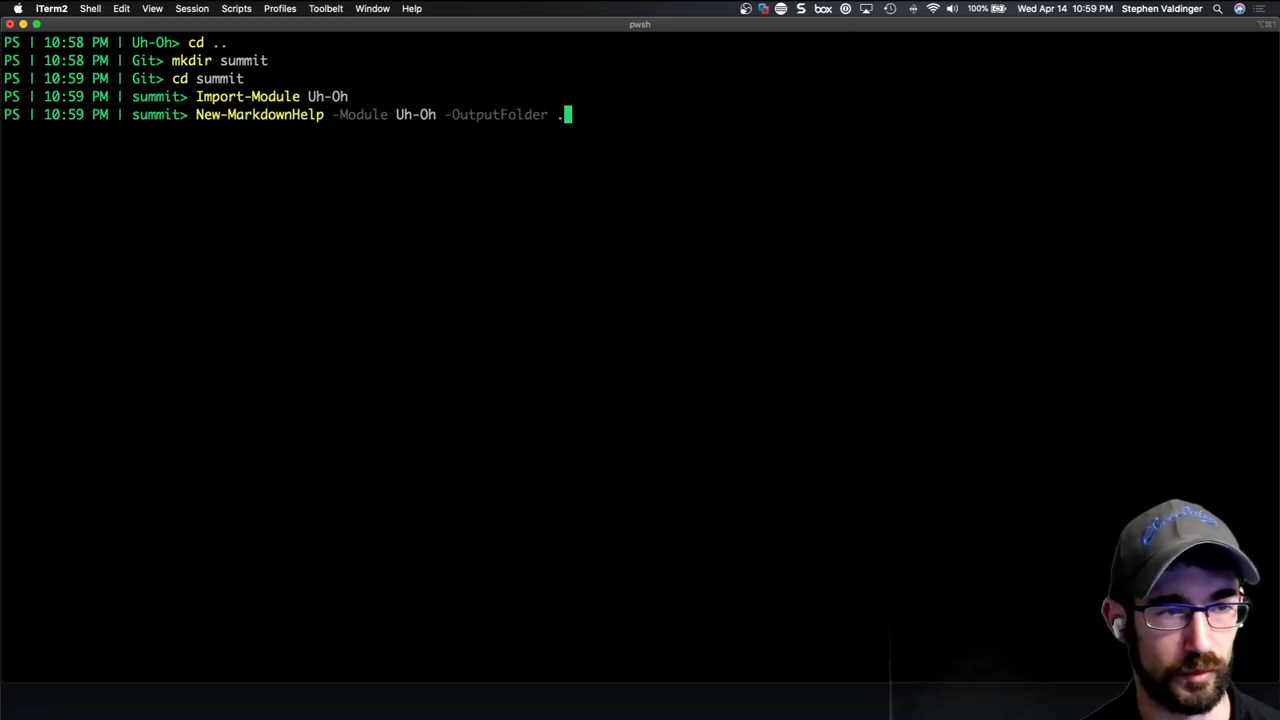 iTerm2 Shell Edit View Session Scripts Profiles Toolbelt Window Help box 100% Wed Apr 14 10:59 PM Stephen Valdinger
pwsh
PS | 10:58 PM | Uh-Oh> cd ..
PS | 10:58 PM | Git> mkdir summit
PS | 10:59 PM | Git> cd summit
PS | 10:59 PM | summit> Import-Module Uh-Oh
PS | 10:59 PM | summit> New-MarkdownHelp -Module Uh-Oh -OutputFolder .